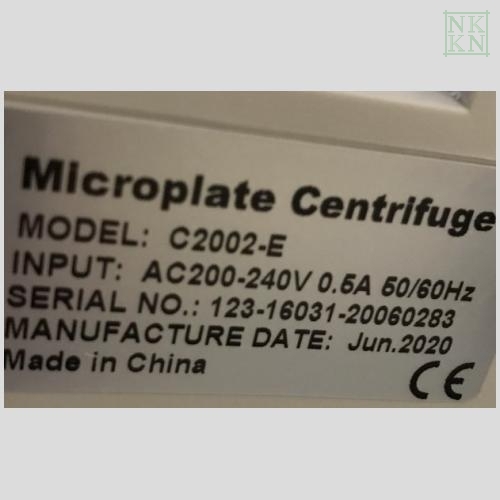 NK
KN
Microplate Centrifuge
MODEL: C2002-E
INPUT: AC200-240V 0.5A 50/60Hz
SERIAL NO.: 123-16031-20060283
MANUFACTURE DATE: Jun.2020
Made in China
CE